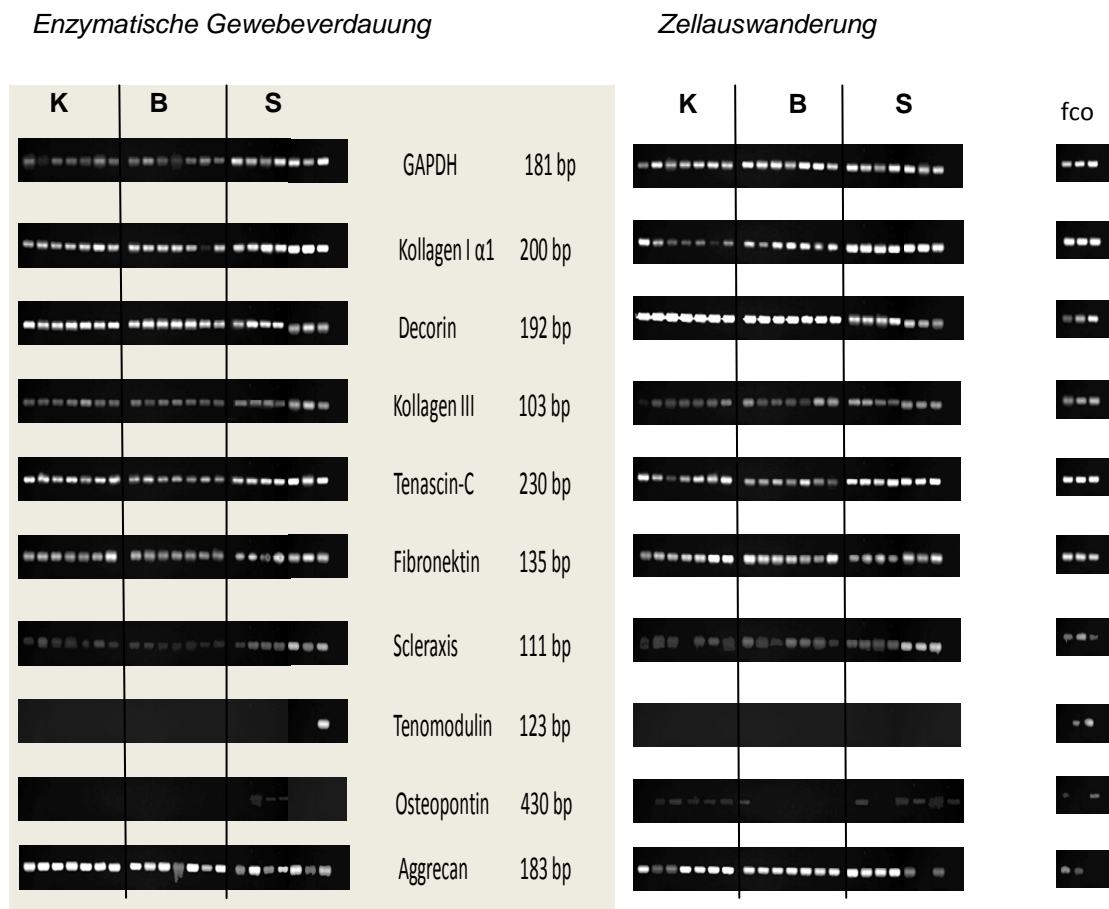 Enzymatische Gewebeverdauung Zellauswanderung
K B S K B S fco
GAPDH 181 bp
Kollagen I α1 200 bp
Decorin 192 bp
Kollagen III 103 bp
Tenascin-C 230 bp
Fibronektin 135 bp
Scleraxis 111 bp
Tenomodulin 123 bp
Osteopontin 430 bp
Aggrecan 183 bp